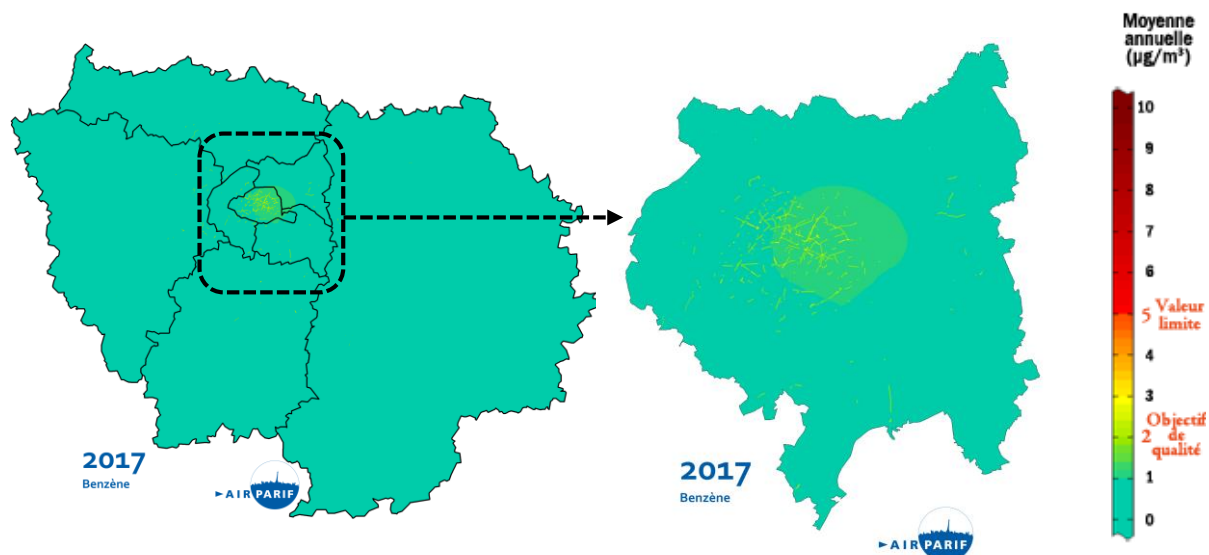 2017
Benzène
AIRPARIF
2017
Benzène
AIRPARIF
Moyenne
annuelle
(µg/m³)
10
9
8
7
6
5 Valeur
limite
4
3
Objectif
2 de
qualité
1
0